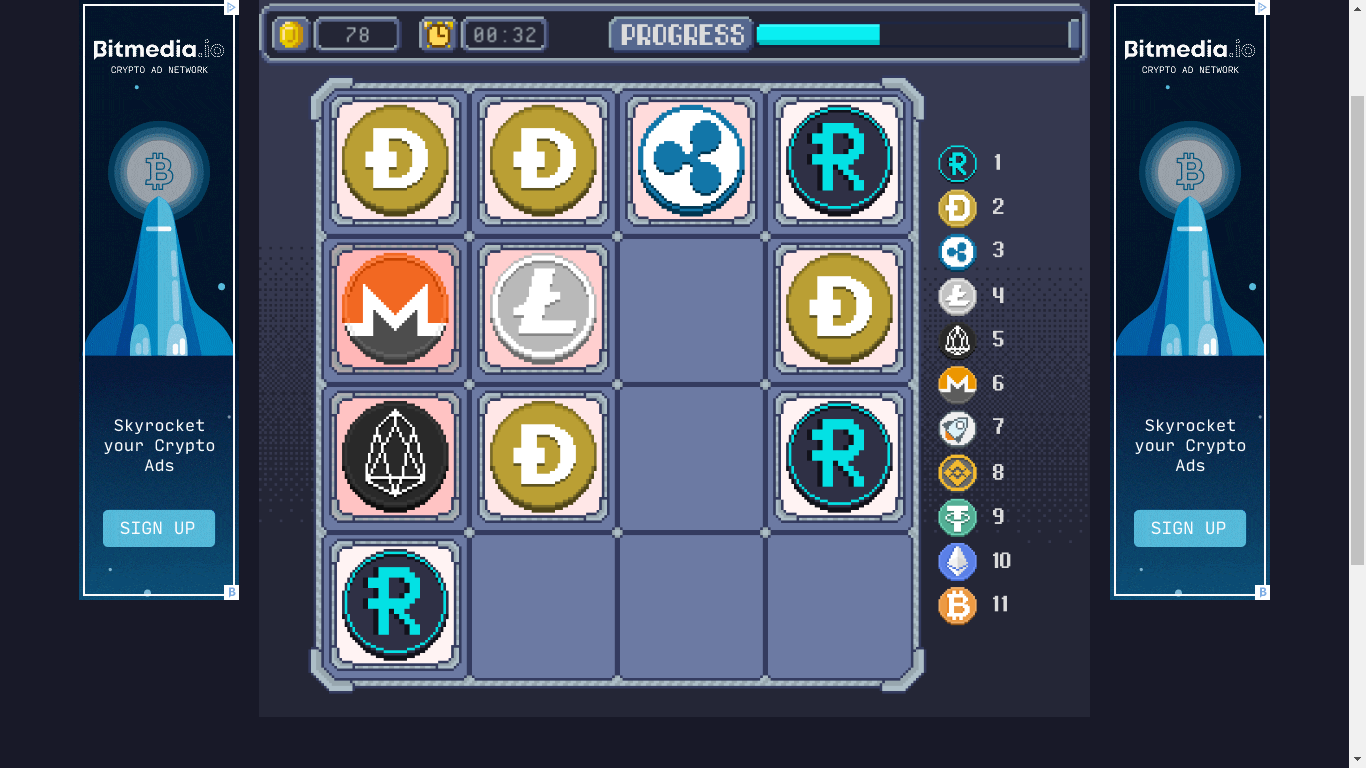 Bitmedia.io
CRYPTO AD NETWORK
Skyrocket
your Crypto
Ads
SIGN UP
78
00:32
PROGRESS
1
2
3
4
5
6
7
8
9
10
11
Bitmedia.io
CRYPTO AD NETWORK
Skyrocket
your Crypto
Ads
SIGN UP